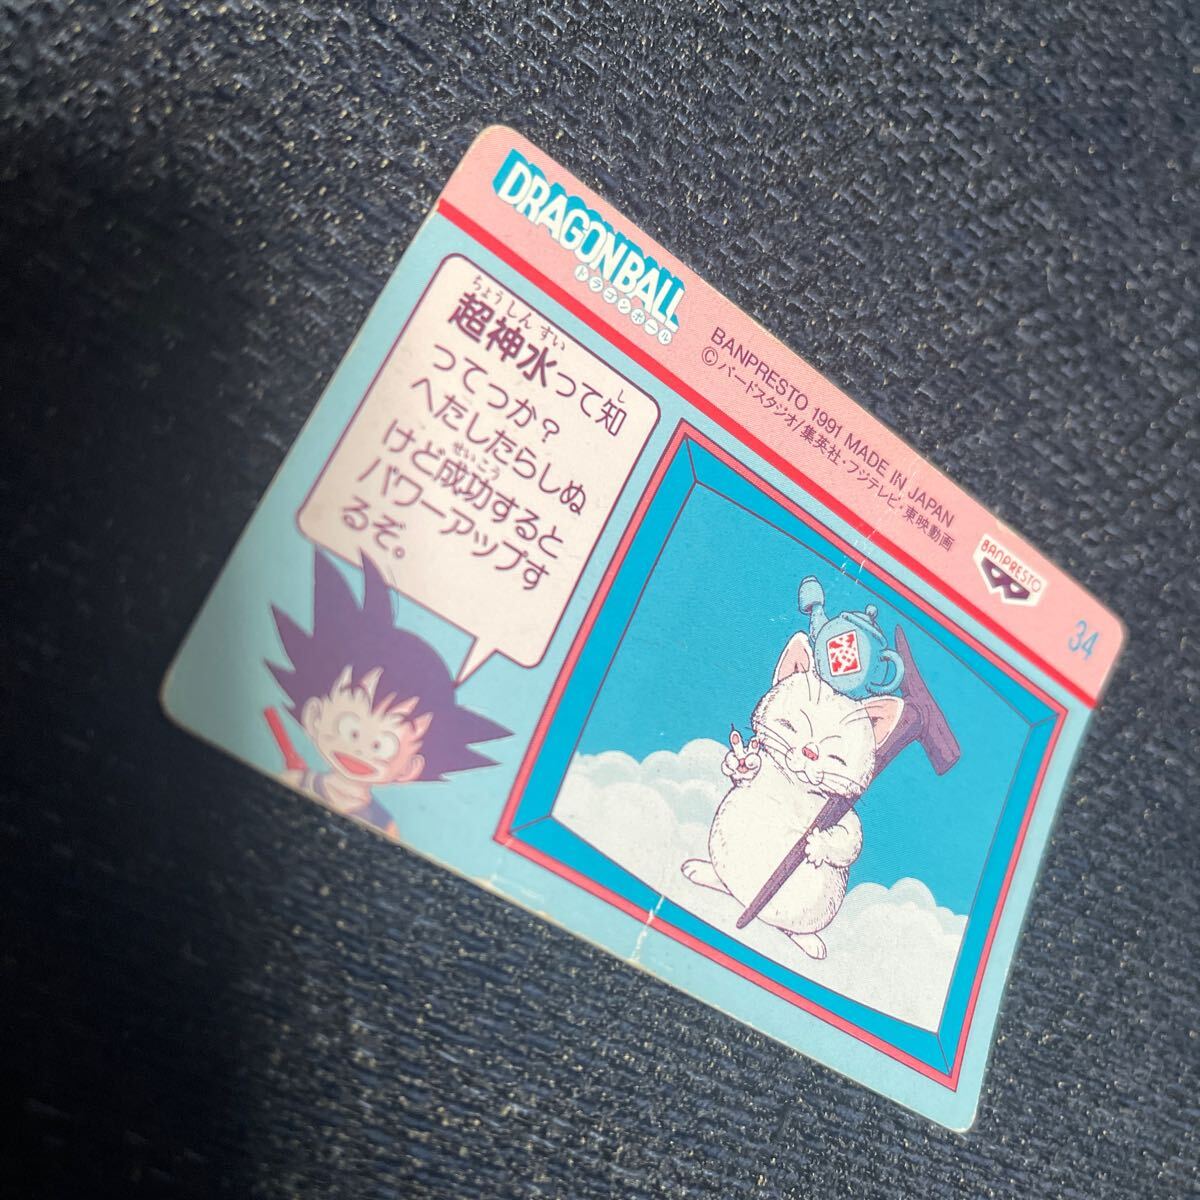 DRAGONBALL
ドラゴンボール
BANPRESTO 1991 MADE IN JAPAN
©バードスタジオ/集英社・フジテレビ・東映動画
BANPRESTO
34
ちょうしんすい し
超神水って知
ってっか？
へたしたらしぬ
せいこう
けど成功すると
パワーアップす
るぞ。
神